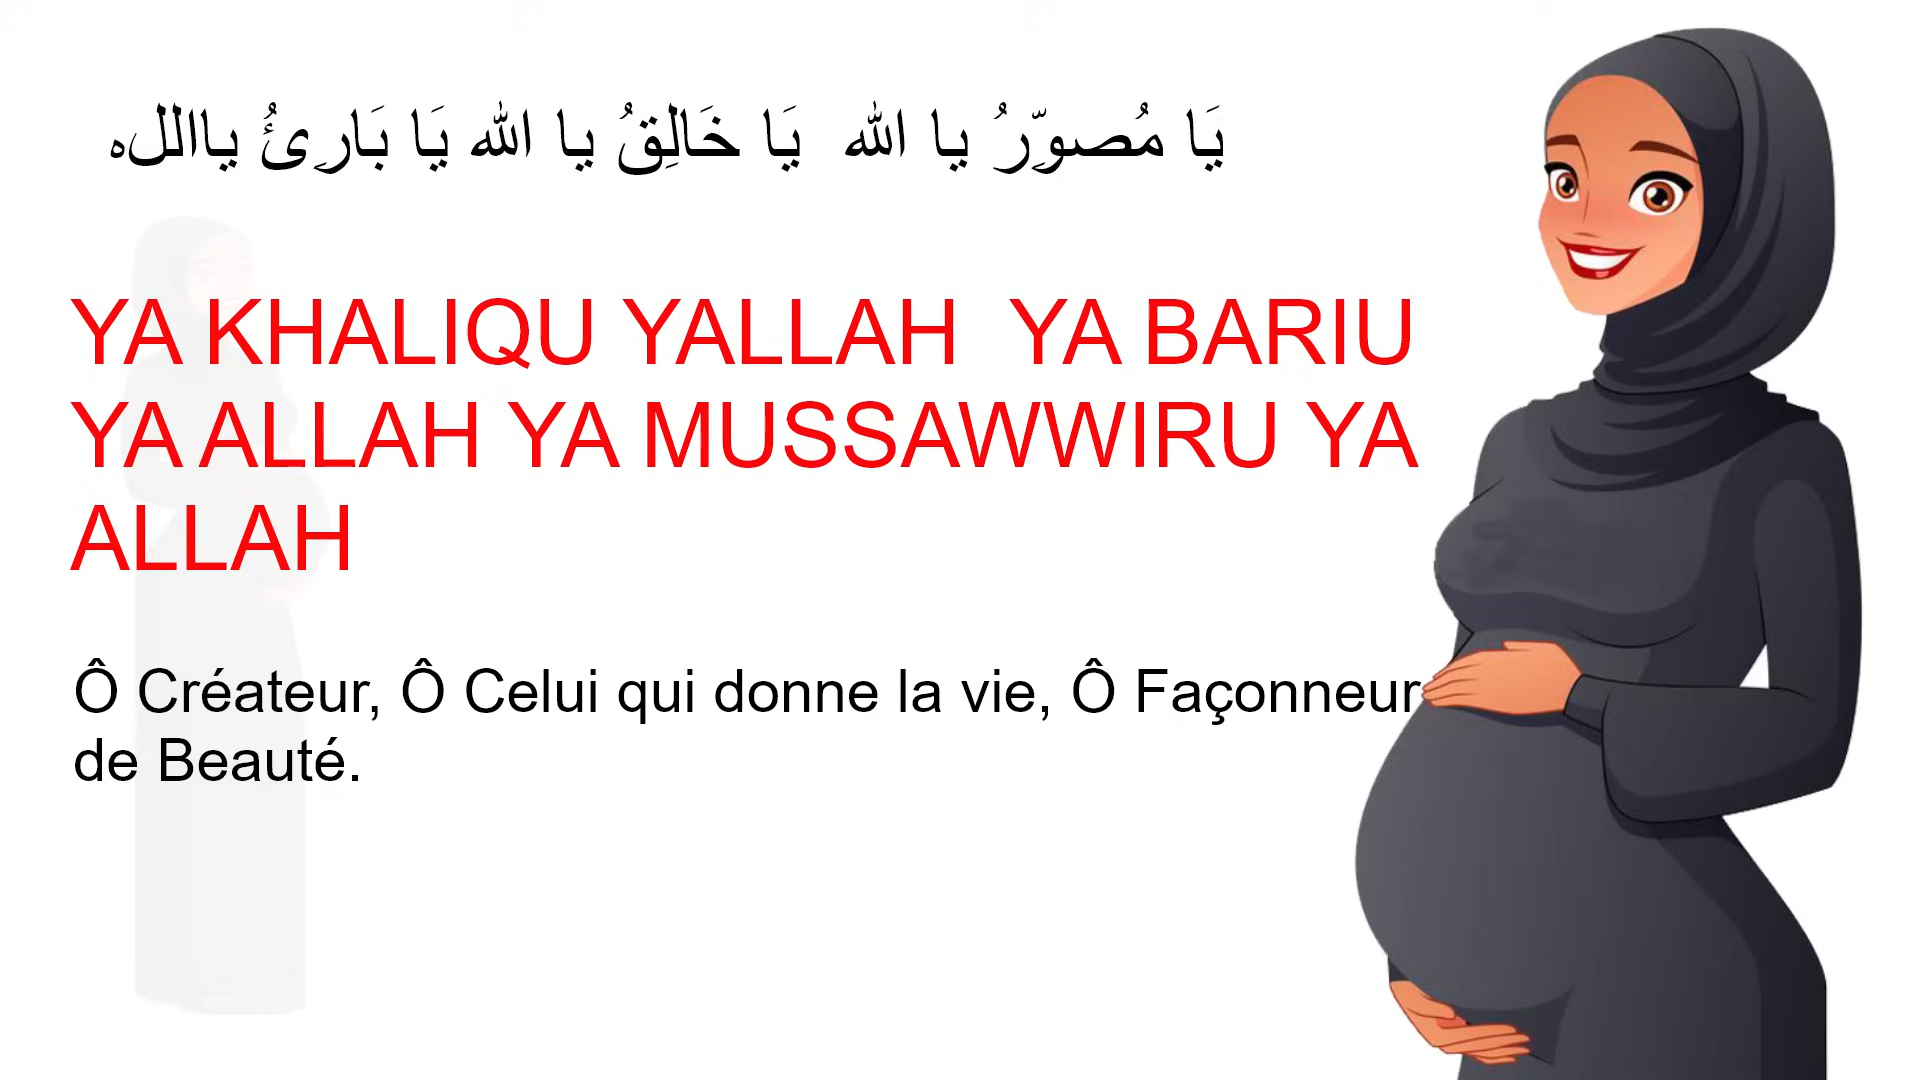 يَا مُصوِّرُ يا الله  يَا خَالِقُ يا الله يَا بَارِئُ ياالله
YA KHALIQU YALLAH  YA BARIU
YA ALLAH YA MUSSAWWIRU YA
ALLAH
Ô Créateur, Ô Celui qui donne la vie, Ô Façonneur
de Beauté.